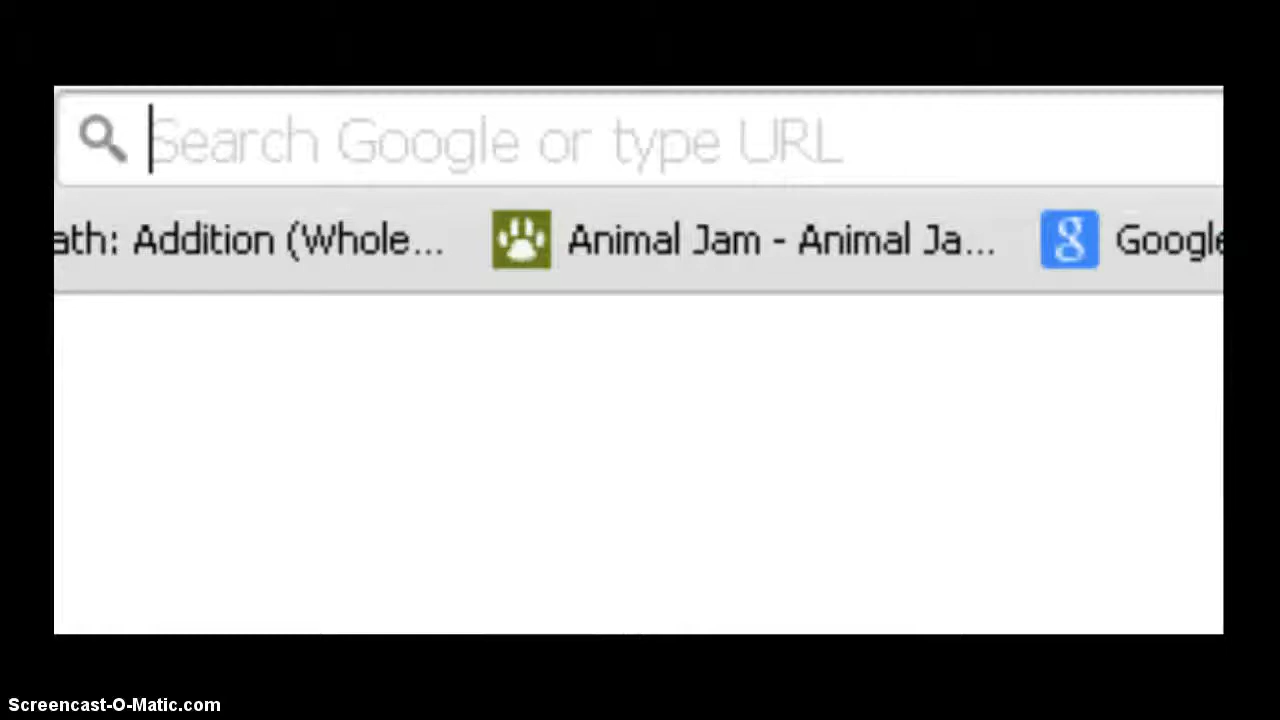 Search Google or type URL
ath: Addition (Whole... Animal Jam - Animal Ja... Google
Screencast-O-Matic.com